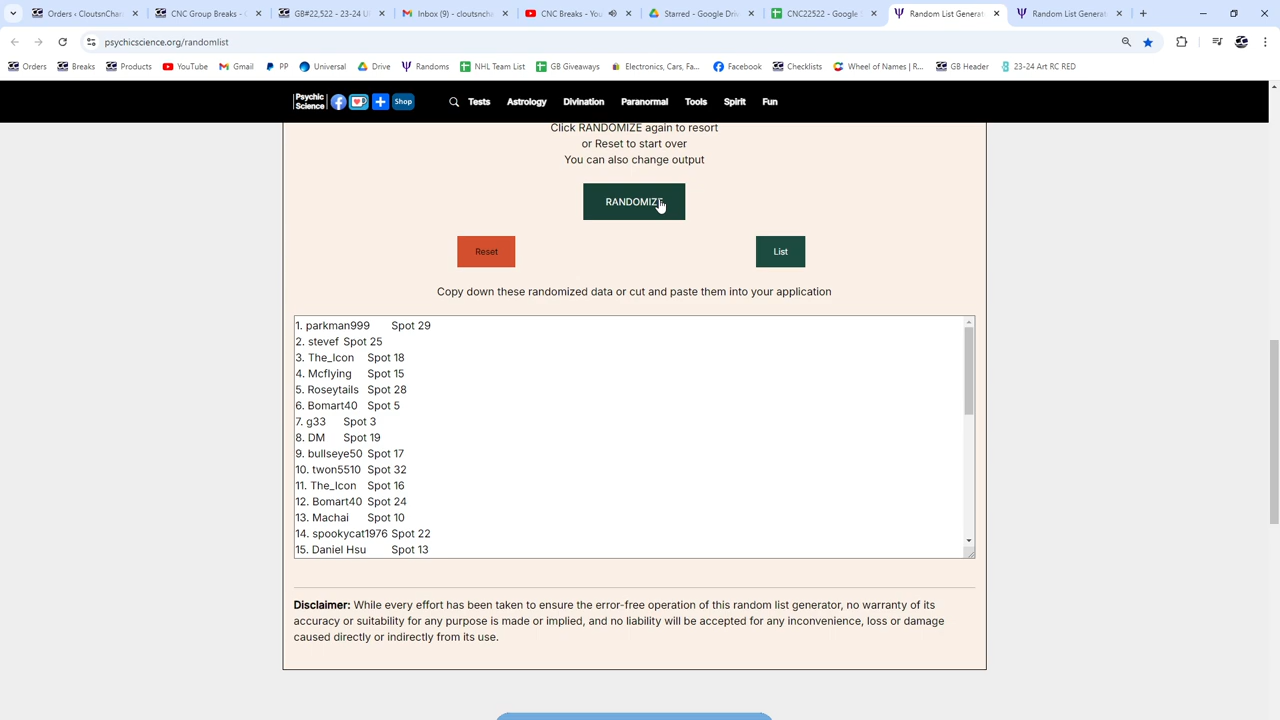 Orders ‹ CloutsnChar
CNC Group Breaks - G
GB#22,522 - 23-24 U
Inbox (9) - cloutsnch
CNC Breaks - You
Starred - Google Driv
CNC22522 - Google S
Random List Generat
Random List Generat
psychicscience.org/randomlist
Orders
Breaks
Products
YouTube
Gmail
PP
Universal
Drive
Randoms
NHL Team List
GB Giveaways
Electronics, Cars, Fa...
Facebook
Checklists
Wheel of Names | R...
GB Header
23-24 Art RC RED
Psychic Science
Shop
Tests
Astrology
Divination
Paranormal
Tools
Spirit
Fun
Click RANDOMIZE again to resort
or Reset to start over
You can also change output
RANDOMIZE
Reset
List
Copy down these randomized data or cut and paste them into your application
1. parkman999 Spot 29
2. stevef Spot 25
3. The_Icon Spot 18
4. Mcflying Spot 15
5. Roseytails Spot 28
6. Bomart40 Spot 5
7. g33 Spot 3
8. DM Spot 19
9. bullseye50 Spot 17
10. twon5510 Spot 32
11. The_Icon Spot 16
12. Bomart40 Spot 24
13. Machai Spot 10
14. spookycat1976 Spot 22
15. Daniel Hsu Spot 13
Disclaimer: While every effort has been taken to ensure the error-free operation of this random list generator, no warranty of its
accuracy or suitability for any purpose is made or implied, and no liability will be accepted for any inconvenience, loss or damage
caused directly or indirectly from its use.